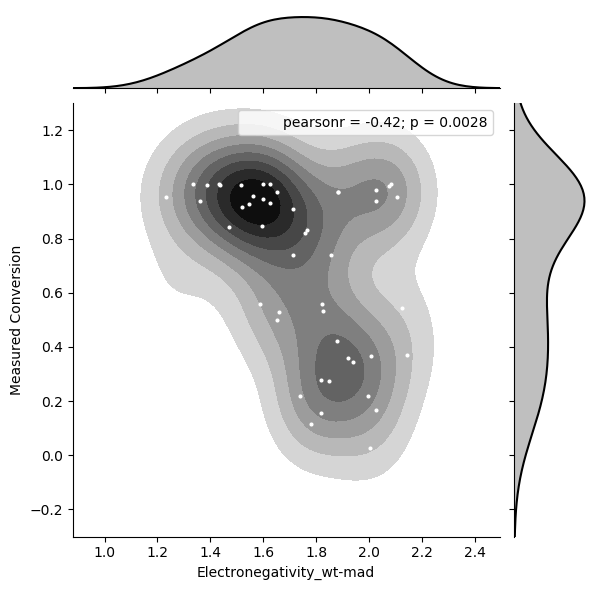 pearsonr = -0.42; p = 0.0028
1.2
1.0
0.8
0.6
0.4
0.2
0.0
−0.2
Measured Conversion
1.0 1.2 1.4 1.6 1.8 2.0 2.2 2.4
Electronegativity_wt-mad